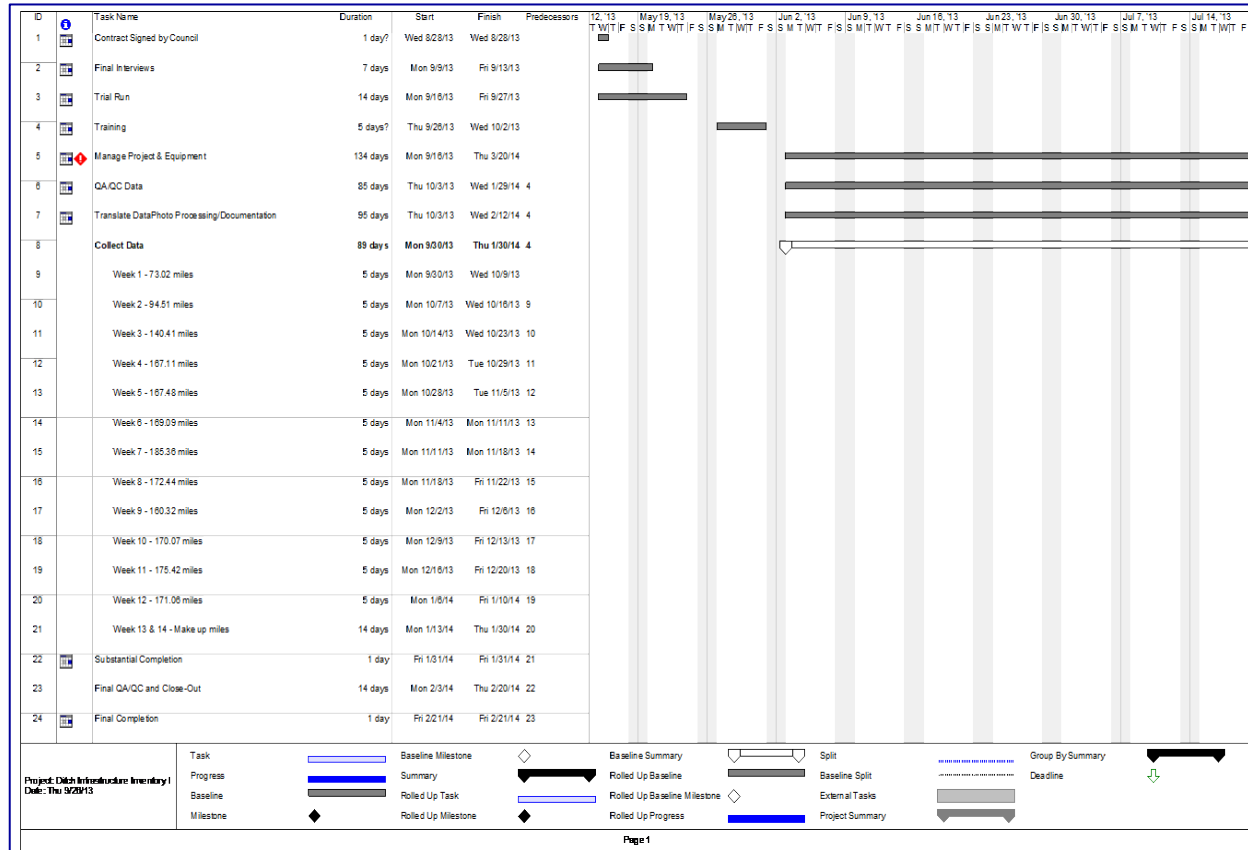 ID Task Name Duration Start Finish Predecessors 12, '13 May 19, '13 May 26, '13 Jun 2, '13 Jun 9, '13 Jun 16, '13 Jun 23, '13 Jun 30, '13 Jul 7, '13 Jul 14, '13
T W T F S S M T W T F S S M T W T F S S M T W T F S S M T W T F S S M T W T F S S M T W T F S S M T W T F S S M T W T F S S M T W T F S S M T W T F
1 Contract Signed by Council 1 day? Wed 8/28/13 Wed 8/28/13
2 Final Interviews 7 days Mon 9/9/13 Fri 9/13/13
3 Trial Run 14 days Mon 9/16/13 Fri 9/27/13
4 Training 5 days? Thu 9/26/13 Wed 10/2/13
5 Manage Project & Equipment 134 days Mon 9/16/13 Thu 3/20/14
6 QA/QC Data 85 days Thu 10/3/13 Wed 1/29/14 4
7 Translate DataPhoto Processing/Documentation 95 days Thu 10/3/13 Wed 2/12/14 4
8 Collect Data 89 days Mon 9/30/13 Thu 1/30/14 4
9 Week 1 - 73.02 miles 5 days Mon 9/30/13 Wed 10/9/13
10 Week 2 - 94.51 miles 5 days Mon 10/7/13 Wed 10/16/13 9
11 Week 3 - 140.41 miles 5 days Mon 10/14/13 Wed 10/23/13 10
12 Week 4 - 167.11 miles 5 days Mon 10/21/13 Tue 10/29/13 11
13 Week 5 - 167.48 miles 5 days Mon 10/28/13 Tue 11/5/13 12
14 Week 6 - 169.09 miles 5 days Mon 11/4/13 Mon 11/11/13 13
15 Week 7 - 185.36 miles 5 days Mon 11/11/13 Mon 11/18/13 14
16 Week 8 - 172.44 miles 5 days Mon 11/18/13 Fri 11/22/13 15
17 Week 9 - 160.32 miles 5 days Mon 12/2/13 Fri 12/6/13 16
18 Week 10 - 170.07 miles 5 days Mon 12/9/13 Fri 12/13/13 17
19 Week 11 - 175.42 miles 5 days Mon 12/16/13 Fri 12/20/13 18
20 Week 12 - 171.06 miles 5 days Mon 1/6/14 Fri 1/10/14 19
21 Week 13 & 14 - Make up miles 14 days Mon 1/13/14 Thu 1/30/14 20
22 Substantial Completion 1 day Fri 1/31/14 Fri 1/31/14 21
23 Final QA/QC and Close-Out 14 days Mon 2/3/14 Thu 2/20/14 22
24 Final Completion 1 day Fri 2/21/14 Fri 2/21/14 23
Project: Ditch Infrastructure Inventory I
Date: Thu 9/26/13
Task Baseline Milestone Baseline Summary Split Group By Summary
Progress Summary Rolled Up Baseline Baseline Split Deadline
Baseline Rolled Up Task Rolled Up Baseline Milestone External Tasks
Milestone Rolled Up Milestone Rolled Up Progress Project Summary
Page 1